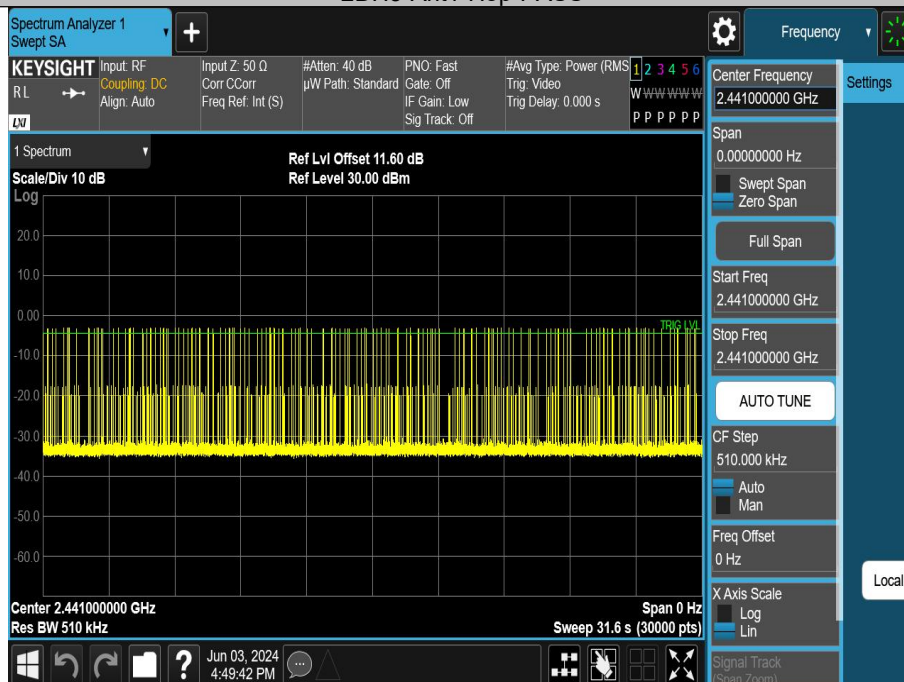 Spectrum Analyzer 1
Swept SA
Frequency
KEYSIGHT
RL
LXI
Input: RF
Coupling: DC
Align: Auto
Input Z: 50 Ω
Corr CCorr
Freq Ref: Int (S)
#Atten: 40 dB
µW Path: Standard
PNO: Fast
Gate: Off
IF Gain: Low
Sig Track: Off
#Avg Type: Power (RMS
Trig: Video
Trig Delay: 0.000 s
1 2 3 4 5 6
W W W W W W
P P P P P P
Center Frequency
2.441000000 GHz
Settings
Span
0.00000000 Hz
Swept Span
Zero Span
Full Span
Start Freq
2.441000000 GHz
Stop Freq
2.441000000 GHz
AUTO TUNE
CF Step
510.000 kHz
Auto
Man
Freq Offset
0 Hz
X Axis Scale
Log
Lin
Signal Track
(Span Zoom)
Local
1 Spectrum
Scale/Div 10 dB
Log
Ref Lvl Offset 11.60 dB
Ref Level 30.00 dBm
20.0
10.0
0.00
TRIG LVL
-10.0
-20.0
-30.0
-40.0
-50.0
-60.0
Center 2.441000000 GHz
Span 0 Hz
Res BW 510 kHz
Sweep 31.6 s (30000 pts)
?
Jun 03, 2024
4:49:42 PM